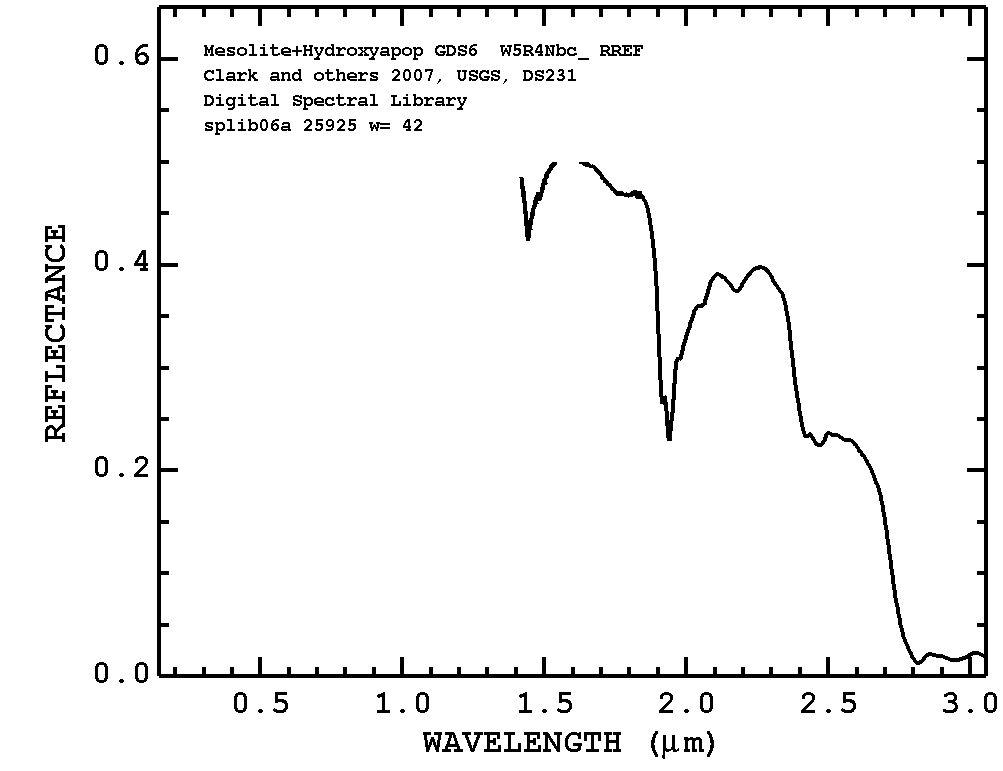 Mesolite+Hydroxyapop GDS6  W5R4Nbc_ RREF
Clark and others 2007, USGS, DS231
Digital Spectral Library
splib06a 25925 w= 42
0.6
0.4
0.2
0.0
REFLECTANCE
0.5 1.0 1.5 2.0 2.5 3.0
WAVELENGTH (μm)